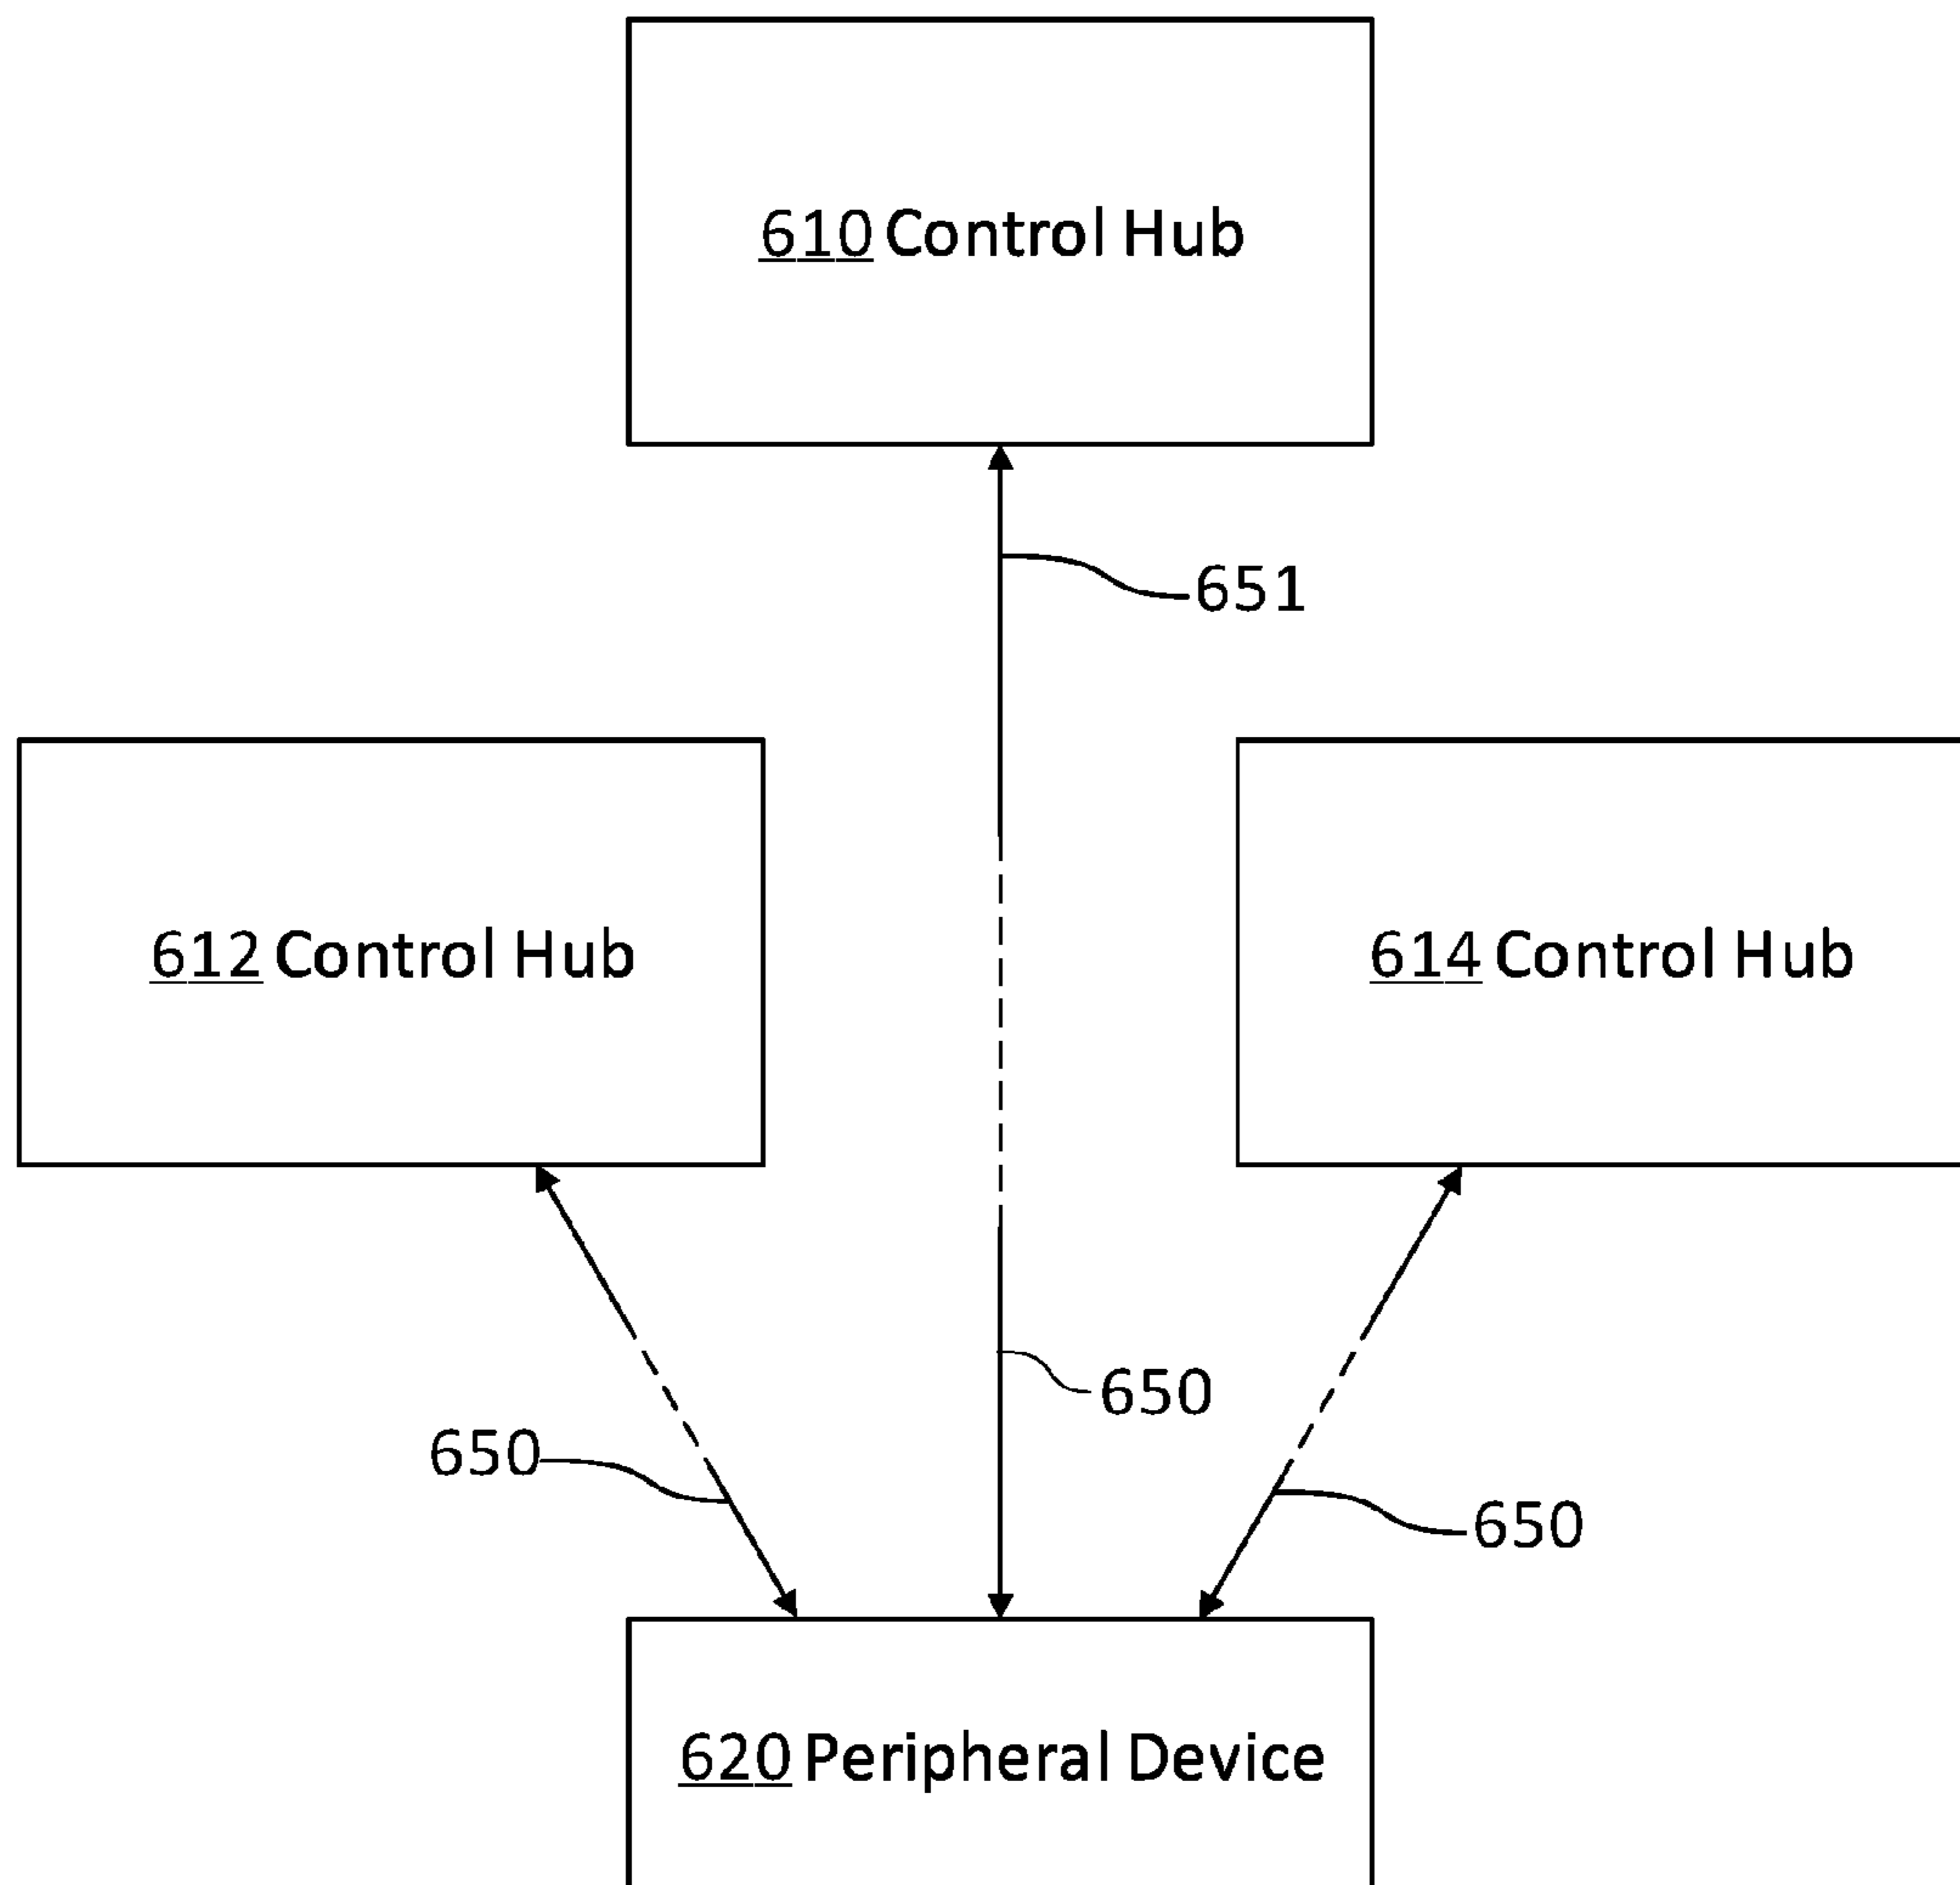 610 Control Hub
651
612 Control Hub
614 Control Hub
650
650
650
620 Peripheral Device